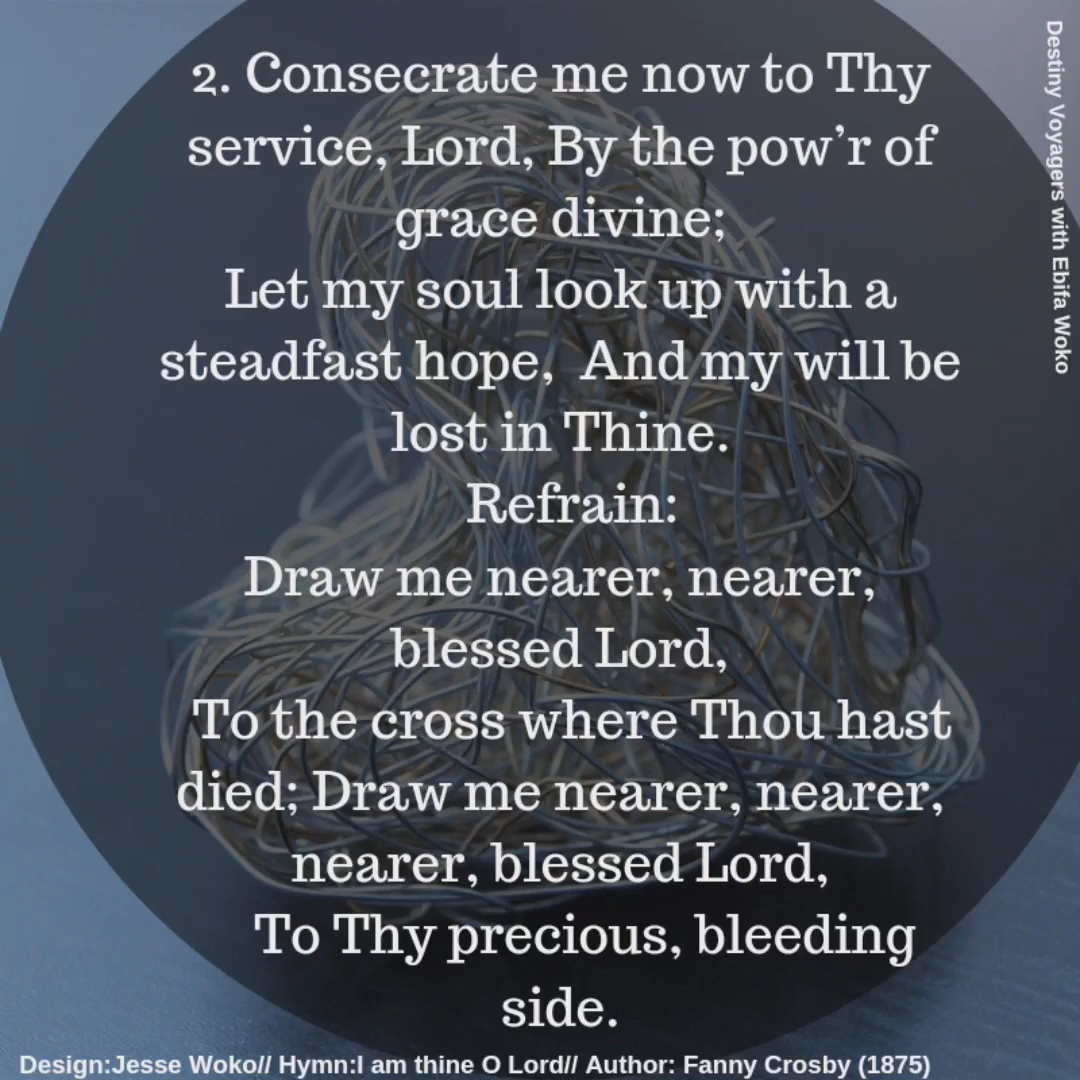 2. Consecrate me now to Thy
service, Lord, By the pow’r of
grace divine;
Let my soul look up with a
steadfast hope,  And my will be
lost in Thine.
Refrain:
Draw me nearer, nearer,
blessed Lord,
To the cross where Thou hast
died; Draw me nearer, nearer,
nearer, blessed Lord,
To Thy precious, bleeding
side.
Design:Jesse Woko// Hymn:I am thine O Lord// Author: Fanny Crosby (1875)
Destiny Voyagers with Ebifa Woko